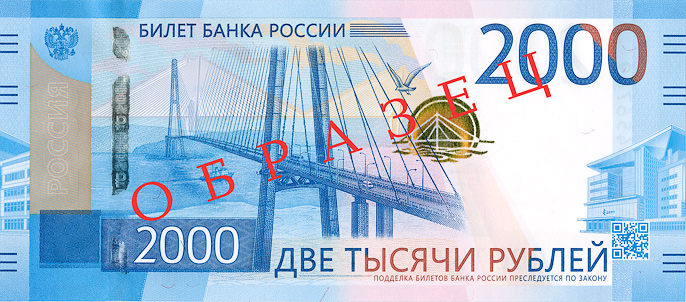 БИЛЕТ БАНКА РОССИИ
2000
РОССИЯ
ОБРАЗЕЦ
2000
ДВЕ ТЫСЯЧИ РУБЛЕЙ
ПОДДЕЛКА БИЛЕТОВ БАНКА РОССИИ ПРЕСЛЕДУЕТСЯ ПО ЗАКОНУ